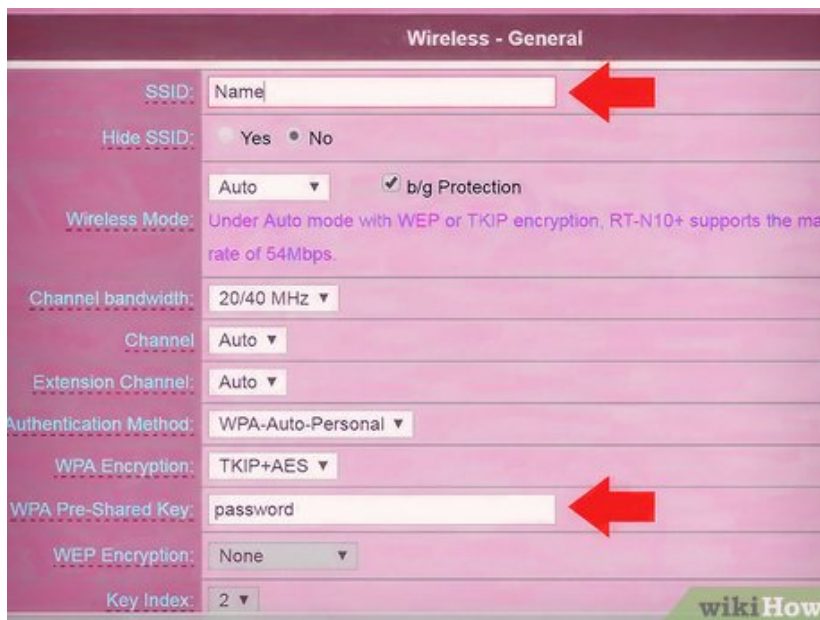 Wireless - General
SSID: Name
Hide SSID: Yes No
Auto b/g Protection
Wireless Mode: Under Auto mode with WEP or TKIP encryption, RT-N10+ supports the ma
rate of 54Mbps.
Channel bandwidth: 20/40 MHz
Channel Auto
Extension Channel: Auto
Authentication Method: WPA-Auto-Personal
WPA Encryption: TKIP+AES
WPA Pre-Shared Key: password
WEP Encryption: None
Key Index: 2
wikiHow